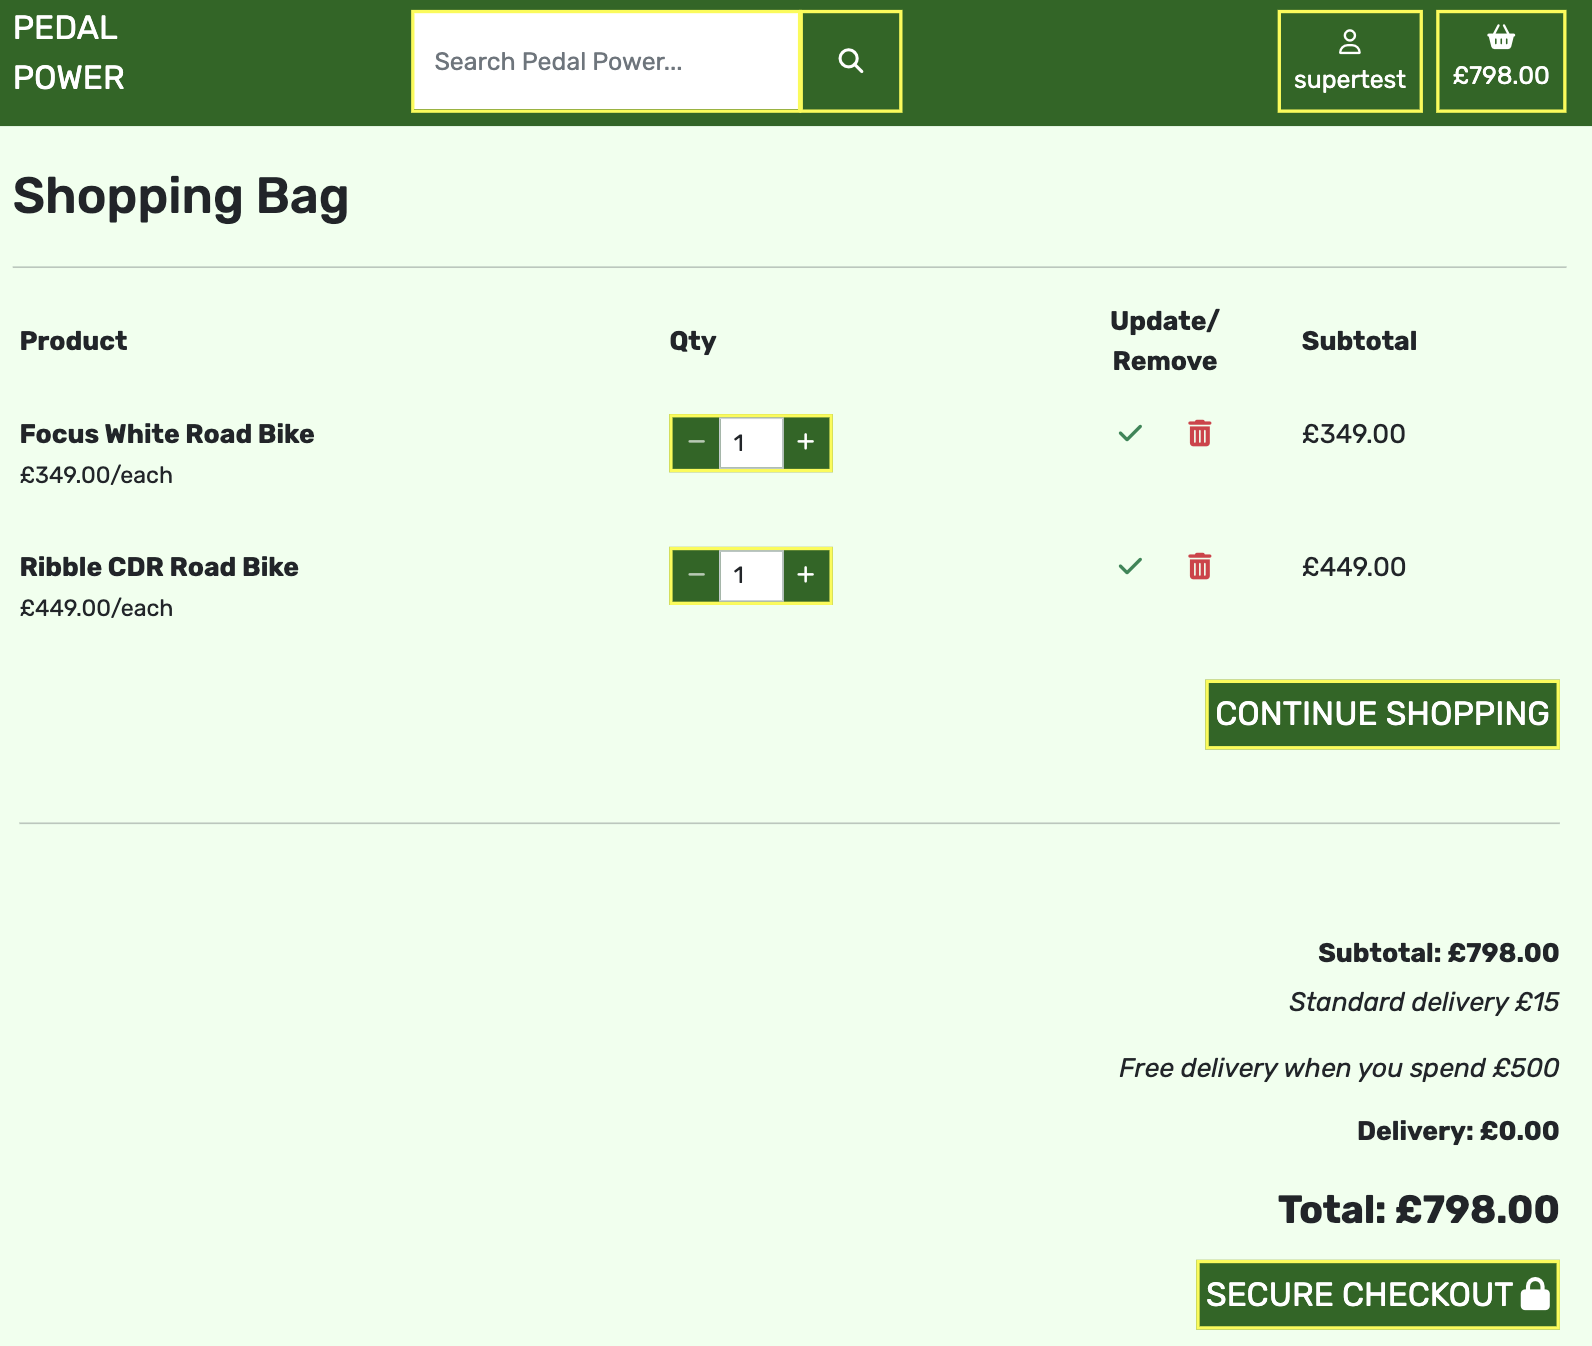 PEDAL
POWER
Search Pedal Power...
supertest
£798.00
Shopping Bag
Product
Qty
Update/
Remove
Subtotal
Focus White Road Bike
£349.00/each
1
£349.00
Ribble CDR Road Bike
£449.00/each
1
£449.00
CONTINUE SHOPPING
Subtotal: £798.00
Standard delivery £15
Free delivery when you spend £500
Delivery: £0.00
Total: £798.00
SECURE CHECKOUT